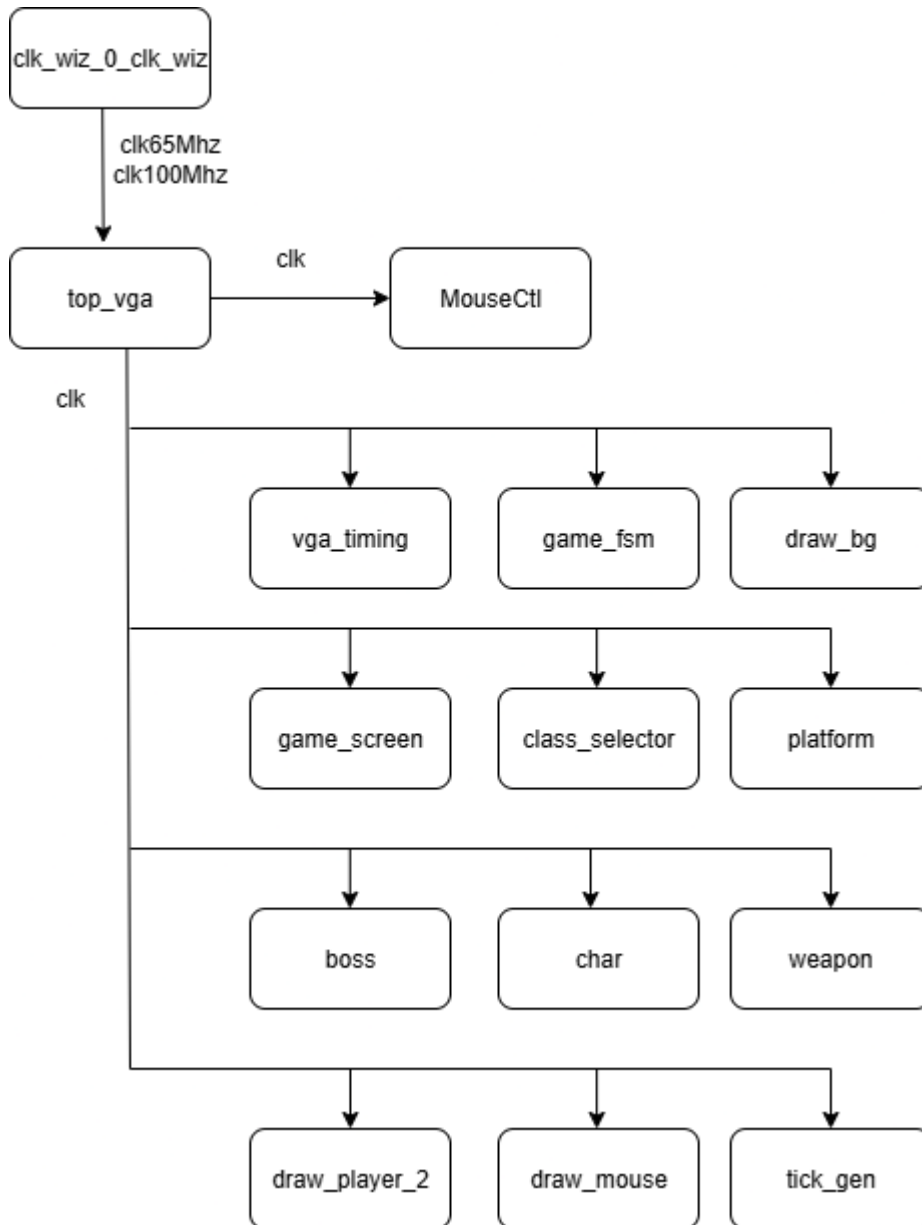 clk_wiz_0_clk_wiz
clk65Mhz
clk100Mhz
top_vga
clk
MouseCtl
clk
vga_timing
game_fsm
draw_bg
game_screen
class_selector
platform
boss
char
weapon
draw_player_2
draw_mouse
tick_gen